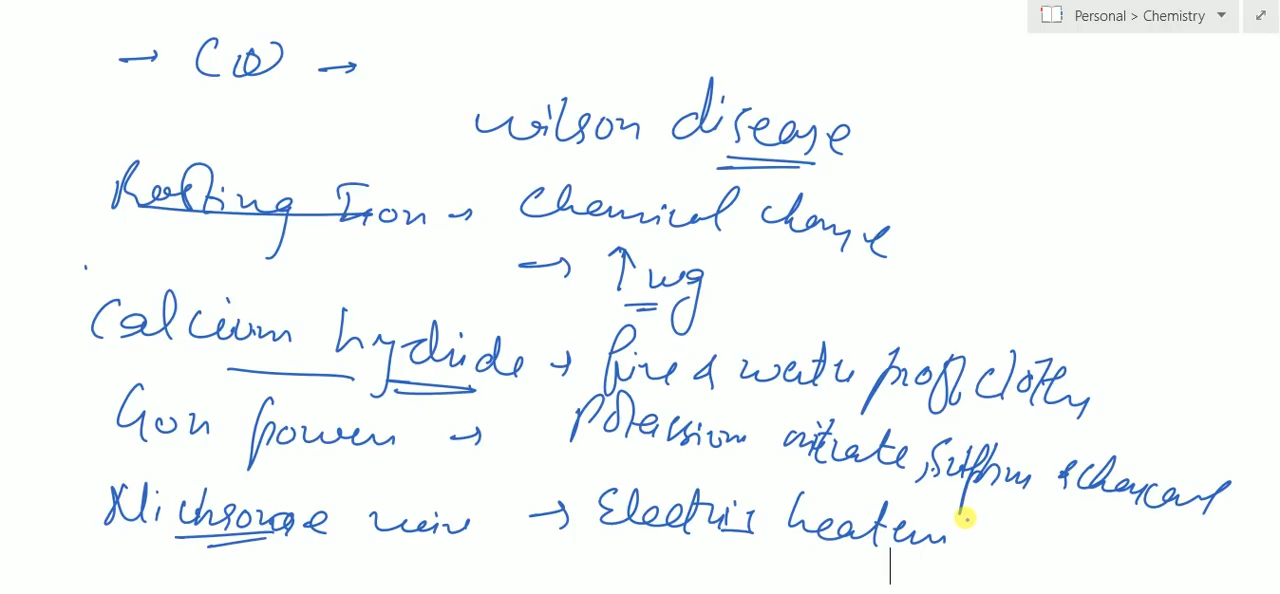 Personal > Chemistry
→ CU →
Wilson disease
Rusting Iron → Chemical change
→ ↑ wg
Calcium hydride → fire & water proof clothes
Gun power → Potassium nitrate, Sulphur & charcoal
Nichrome wire → Electric heaters